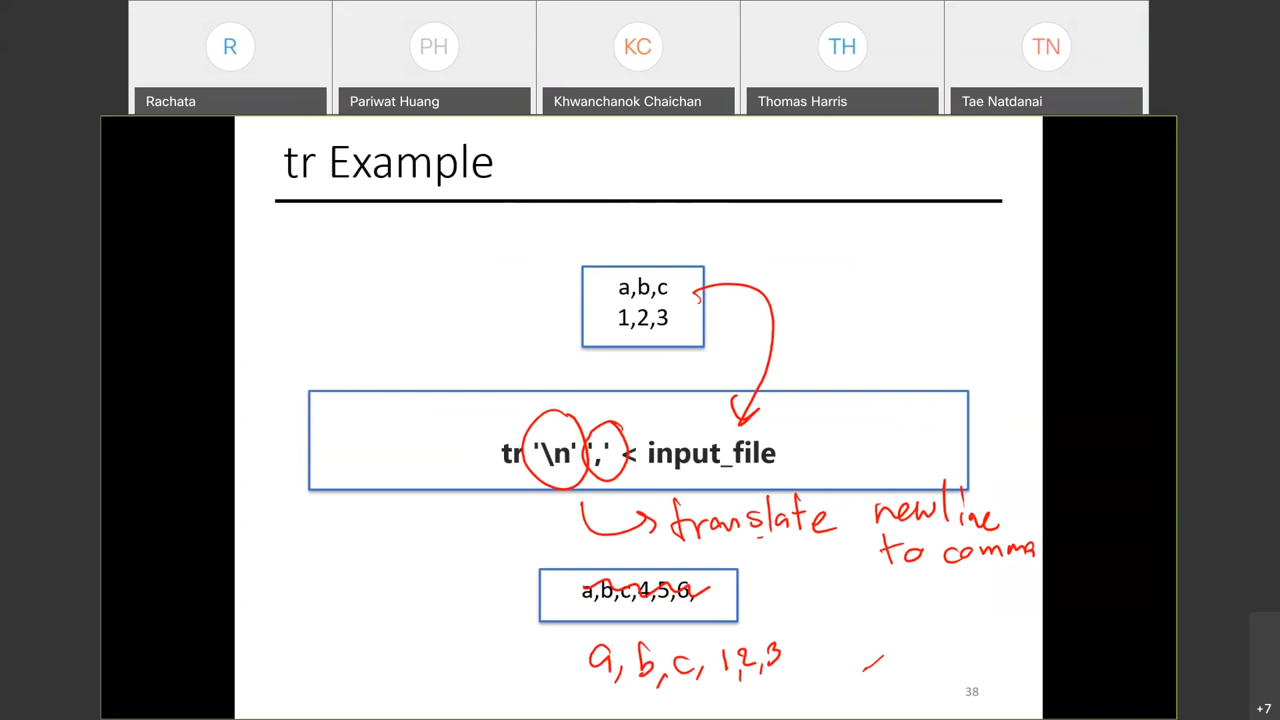 R
PH
KC
TH
TN
Rachata
Pariwat Huang
Khwanchanok Chaichan
Thomas Harris
Tae Natdanai
tr Example
a,b,c
1,2,3
tr '\n' ',' < input_file
translate newline
to comma
a,b,c,4,5,6,
a, b, c, 1,2,3
38
+7